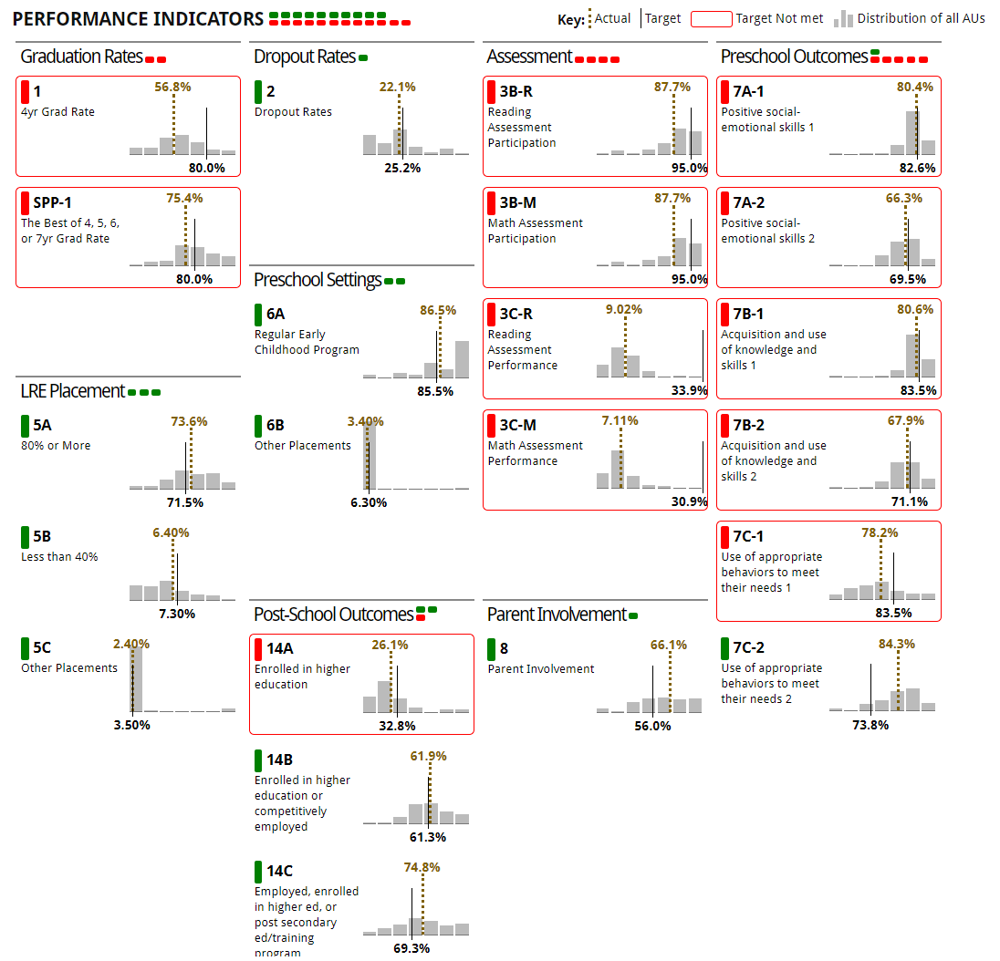 PERFORMANCE INDICATORS
Key: Actual Target Target Not met Distribution of all AUs
Graduation Rates
1
56.8%
4yr Grad Rate
80.0%
SPP-1
75.4%
The Best of 4, 5, 6,
or 7yr Grad Rate
80.0%
LRE Placement
5A
73.6%
80% or More
71.5%
5B
6.40%
Less than 40%
7.30%
5C
2.40%
Other Placements
3.50%
Dropout Rates
2
22.1%
Dropout Rates
25.2%
Preschool Settings
6A
86.5%
Regular Early
Childhood Program
85.5%
6B
3.40%
Other Placements
6.30%
Post-School Outcomes
14A
26.1%
Enrolled in higher
education
32.8%
14B
61.9%
Enrolled in higher
education or
competitively
employed
61.3%
14C
74.8%
Employed, enrolled
in higher ed, or
post secondary
ed/training
program
69.3%
Assessment
3B-R
87.7%
Reading
Assessment
Participation
95.0%
3B-M
87.7%
Math Assessment
Participation
95.0%
3C-R
9.02%
Reading
Assessment
Performance
33.9%
3C-M
7.11%
Math Assessment
Performance
30.9%
Parent Involvement
8
66.1%
Parent Involvement
56.0%
Preschool Outcomes
7A-1
80.4%
Positive social-
emotional skills 1
82.6%
7A-2
66.3%
Positive social-
emotional skills 2
69.5%
7B-1
80.6%
Acquisition and use
of knowledge and
skills 1
83.5%
7B-2
67.9%
Acquisition and use
of knowledge and
skills 2
71.1%
7C-1
78.2%
Use of appropriate
behaviors to meet
their needs 1
83.5%
7C-2
84.3%
Use of appropriate
behaviors to meet
their needs 2
73.8%